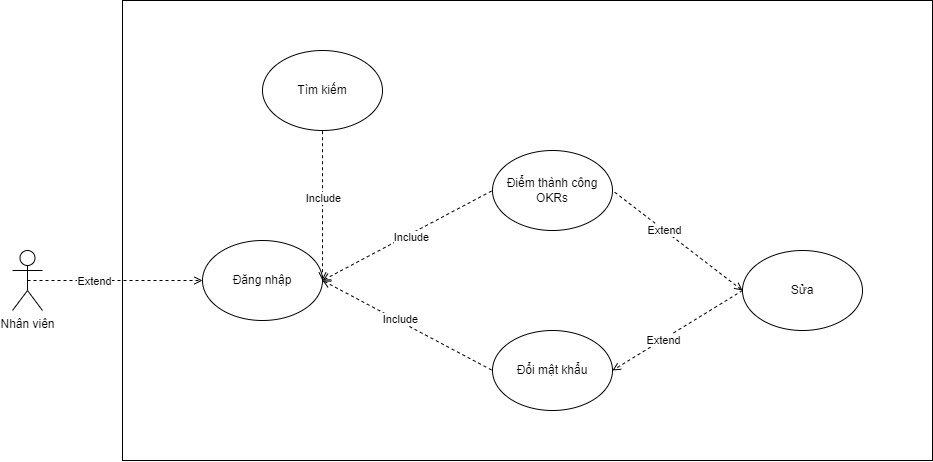 Tìm kiếm
Include
Điểm thành công
OKRs
Include
Extend
Nhân viên
Extend
Đăng nhập
Sửa
Include
Extend
Đổi mật khẩu